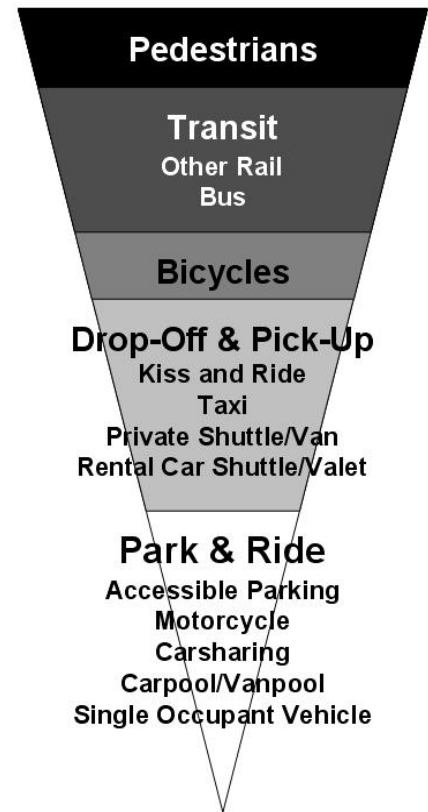 Pedestrians
Transit
Other Rail
Bus
Bicycles
Drop-Off & Pick-Up
Kiss and Ride
Taxi
Private Shuttle/Van
Rental Car Shuttle/Valet
Park & Ride
Accessible Parking
Motorcycle
Carsharing
Carpool/Vanpool
Single Occupant Vehicle